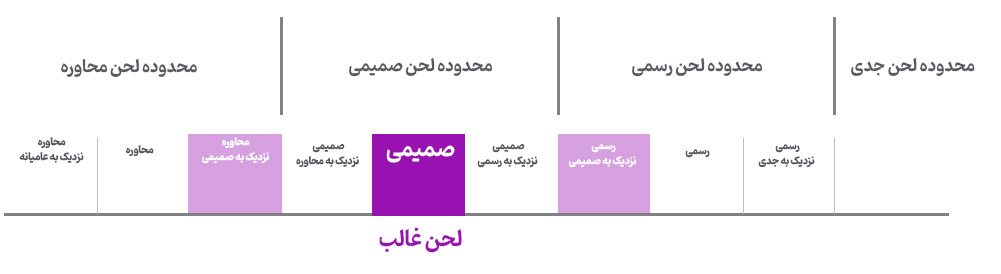 محدوده لحن جدی
محدوده لحن رسمی
محدوده لحن صمیمی
محدوده لحن محاوره
رسمی
نزدیک به جدی
رسمی
رسمی
نزدیک به صمیمی
صمیمی
نزدیک به رسمی
صمیمی
صمیمی
نزدیک به محاوره
محاوره
نزدیک به صمیمی
محاوره
محاوره
نزدیک به عامیانه
لحن غالب